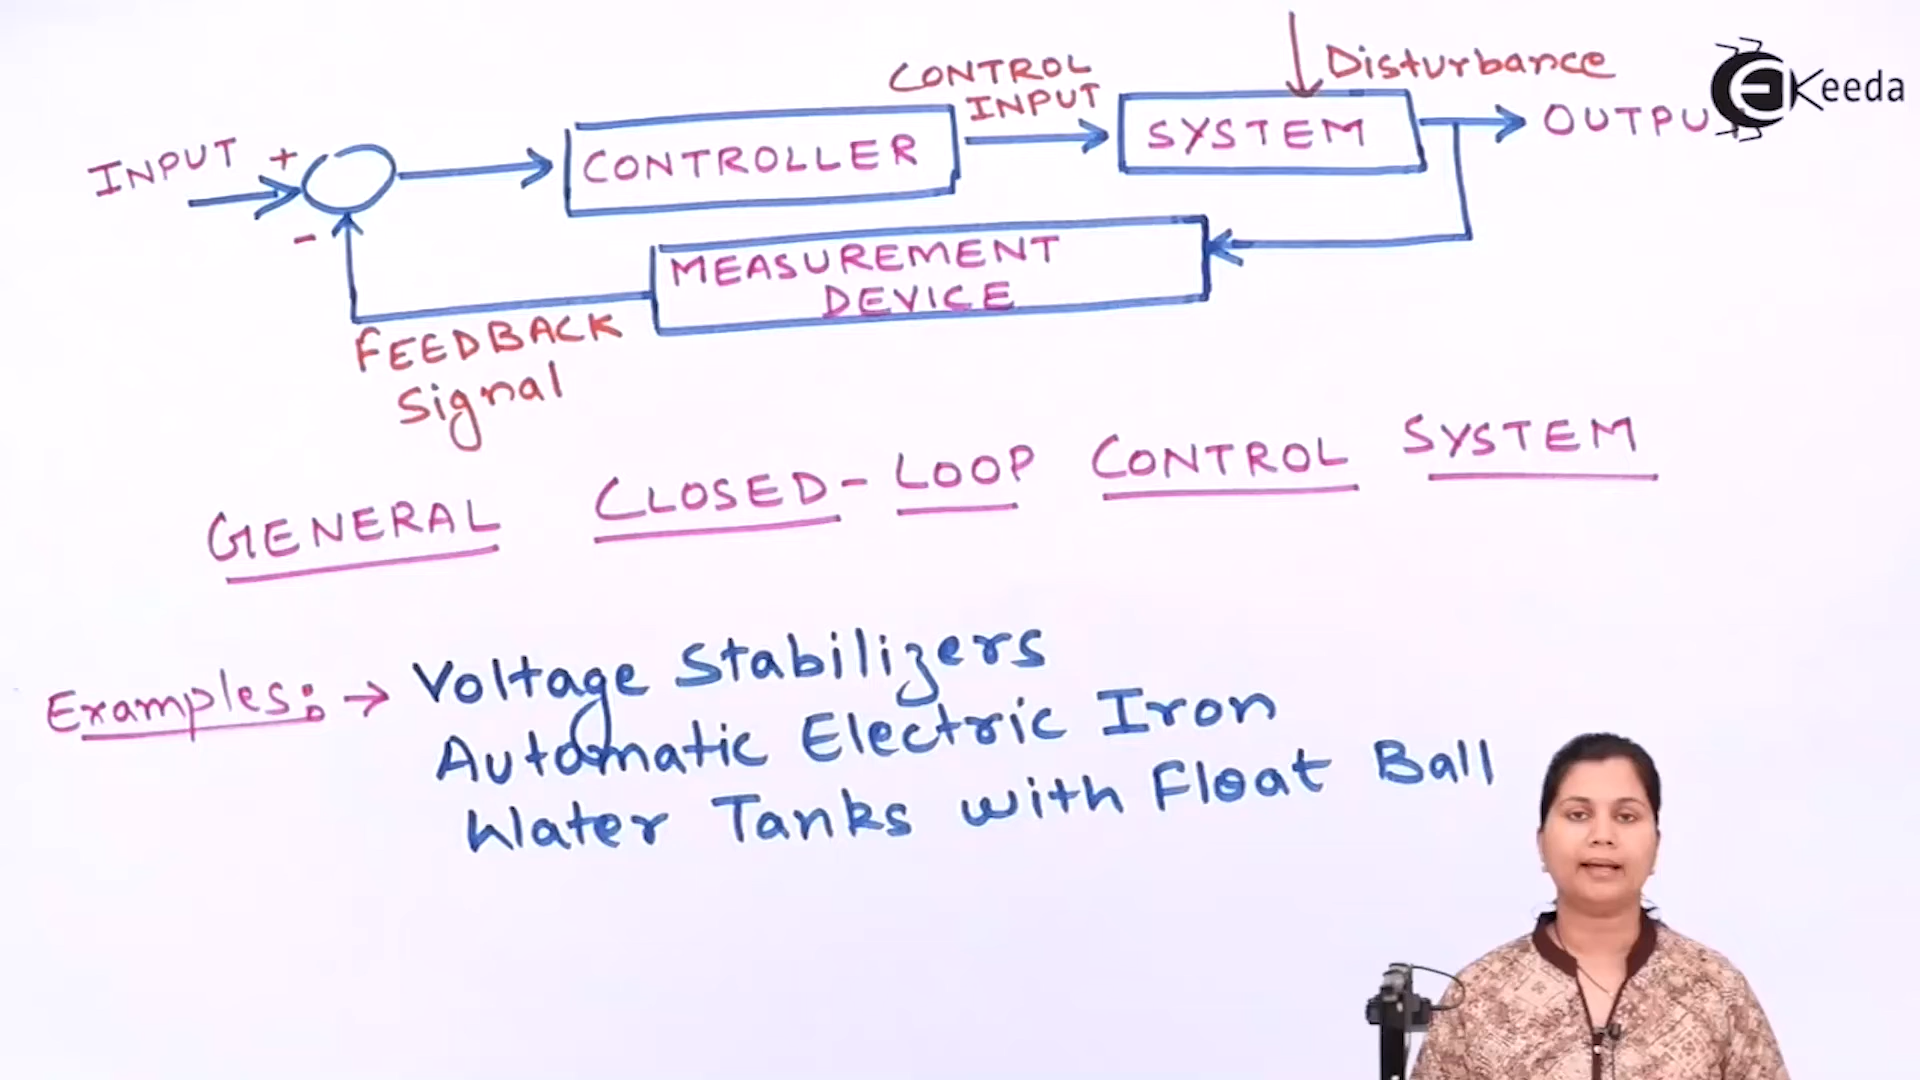 CONTROL
INPUT
Disturbance
Keeda
INPUT
+
CONTROLLER
SYSTEM
OUTPU
-
MEASUREMENT
DEVICE
FEEDBACK
Signal
GENERAL CLOSED-LOOP CONTROL SYSTEM
Examples:→ Voltage Stabilizers
Automatic Electric Iron
Water Tanks with Float Ball